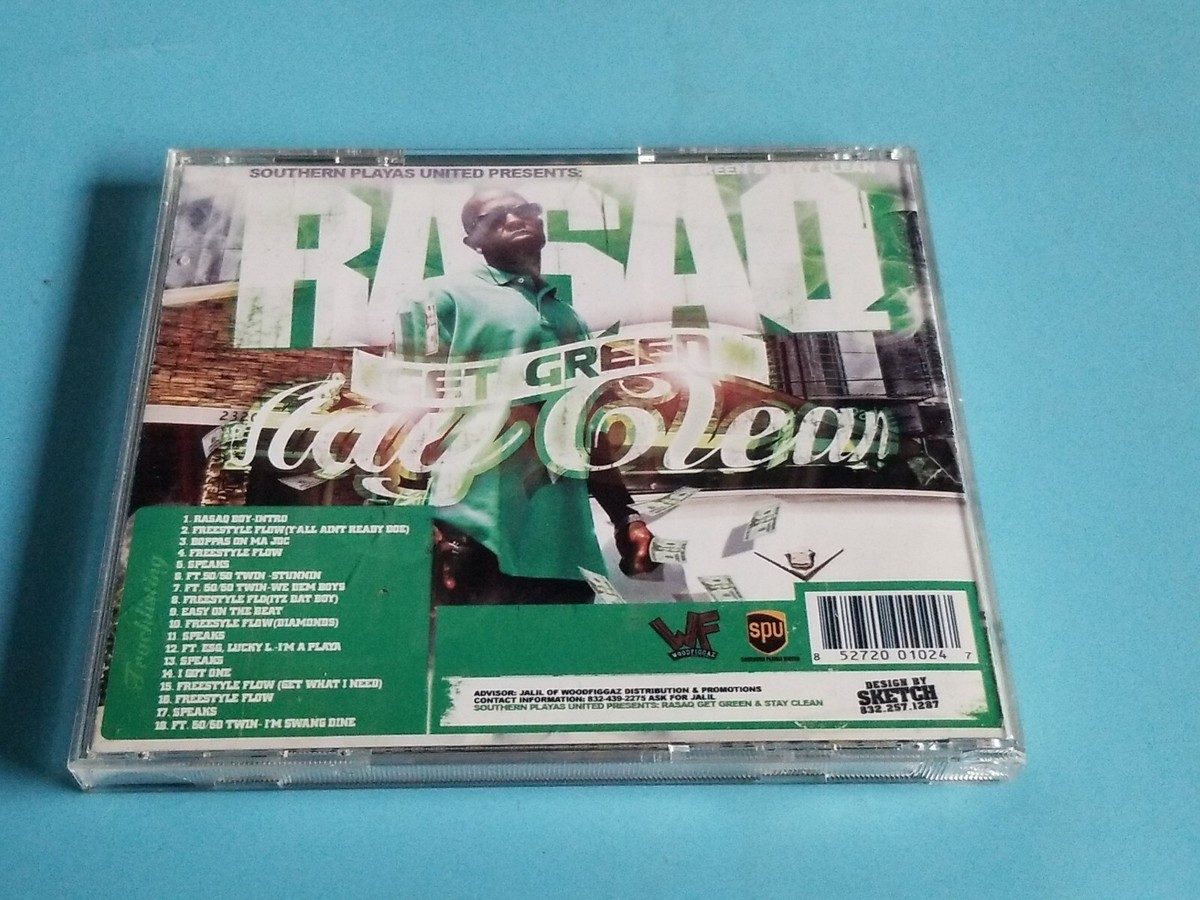 SOUTHERN PLAYAS UNITED PRESENTS:
GREEN & STAY CLEAN
RASAQ
GET GREEN
Stay Clean
Tracklisting
1. RASAQ BOY-INTRO
2. FREESTYLE FLOW(Y'ALL AINT READY BOE)
3. BOPPAS ON MA JOC
4. FREESTYLE FLOW
5. SPEAKS
6. FT.50/50 TWIN -STUNNIN
7. FT. 50/50 TWIN-WE DEM BOYS
8. FREESTYLE FLO(ITZ DAT BOY)
9. EASY ON THE BEAT
10. FREESYLE FLOW(DIAMONDS)
11. SPEAKS
12. FT. ESG, LUCKY L.-I'M A PLAYA
13. SPEAKS
14. I GOT ONE
15. FREESTYLE FLOW (GET WHAT I NEED)
16. FREESTYLE FLOW
17. SPEAKS
18. FT. 50/50 TWIN- I'M SWANG DINE
WF
WOODFIGGAZ
spu
SOUTHERN PLAYAS UNITED
8 52720 01024 7
ADVISOR: JALIL OF WOODFIGGAZ DISTRIBUTION & PROMOTIONS
CONTACT INFORMATION: 832-439-2275 ASK FOR JALIL
SOUTHERN PLAYAS UNITED PRESENTS: RASAQ GET GREEN & STAY CLEAN
DESIGN BY
SKETCH
832.257.1287